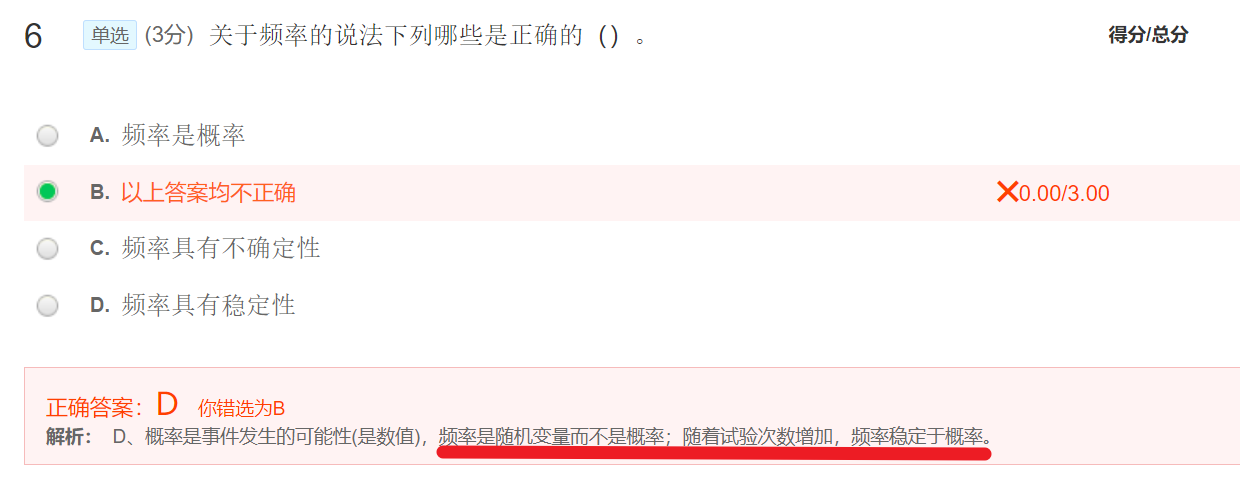 6 单选 (3分) 关于频率的说法下列哪些是正确的（）。 得分/总分
A. 频率是概率
B. 以上答案均不正确 ×0.00/3.00
C. 频率具有不确定性
D. 频率具有稳定性
正确答案：D 你错选为B
解析： D、概率是事件发生的可能性(是数值)，频率是随机变量而不是概率；随着试验次数增加，频率稳定于概率。